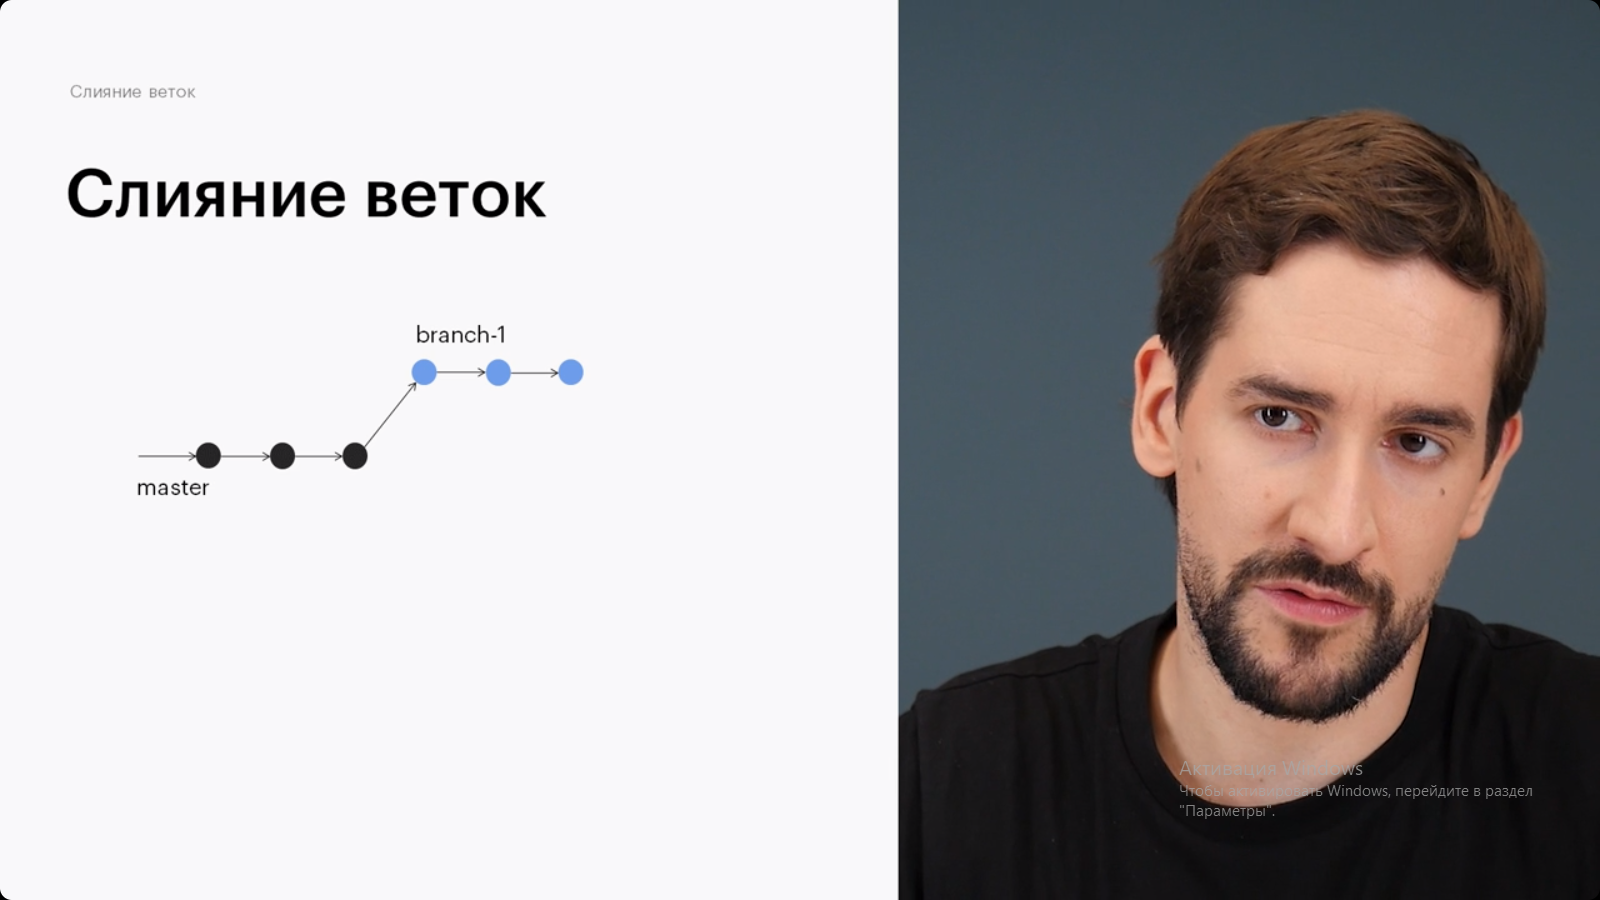 Слияние веток
Слияние веток
branch-1
master
Активация Windows
Чтобы активировать Windows, перейдите в раздел
"Параметры".